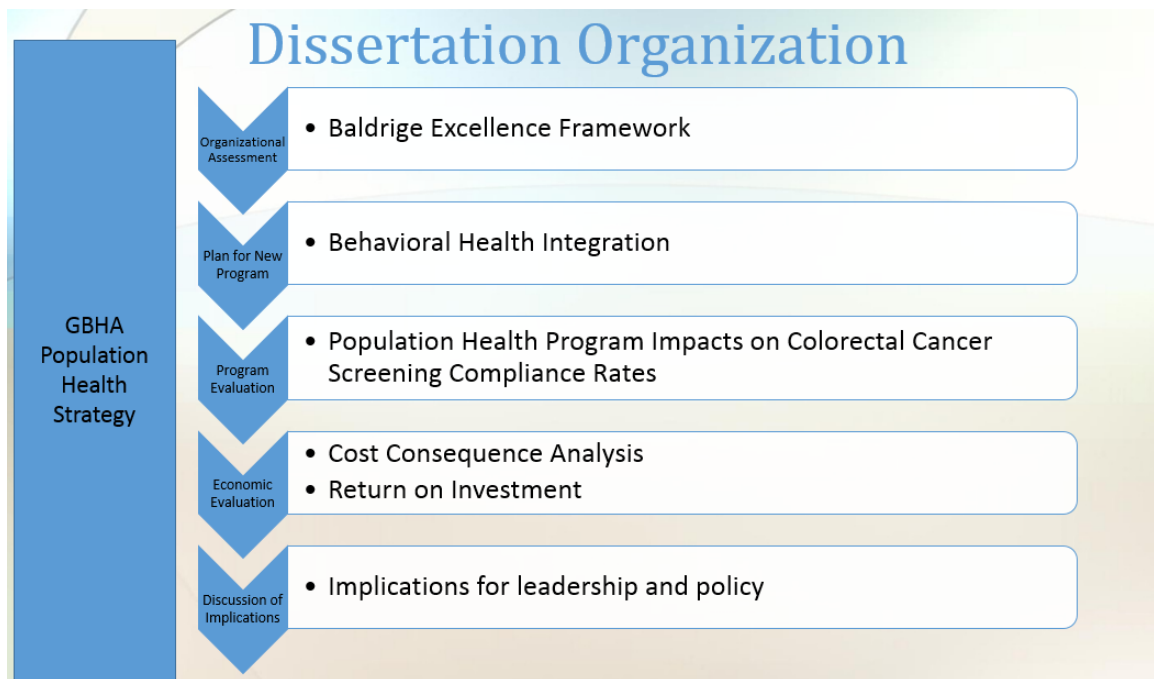 Dissertation Organization
GBHA
Population
Health
Strategy
Organizational
Assessment
• Baldrige Excellence Framework
Plan for New
Program
• Behavioral Health Integration
Program
Evaluation
• Population Health Program Impacts on Colorectal Cancer
Screening Compliance Rates
Economic
Evaluation
• Cost Consequence Analysis
• Return on Investment
Discussion of
Implications
• Implications for leadership and policy